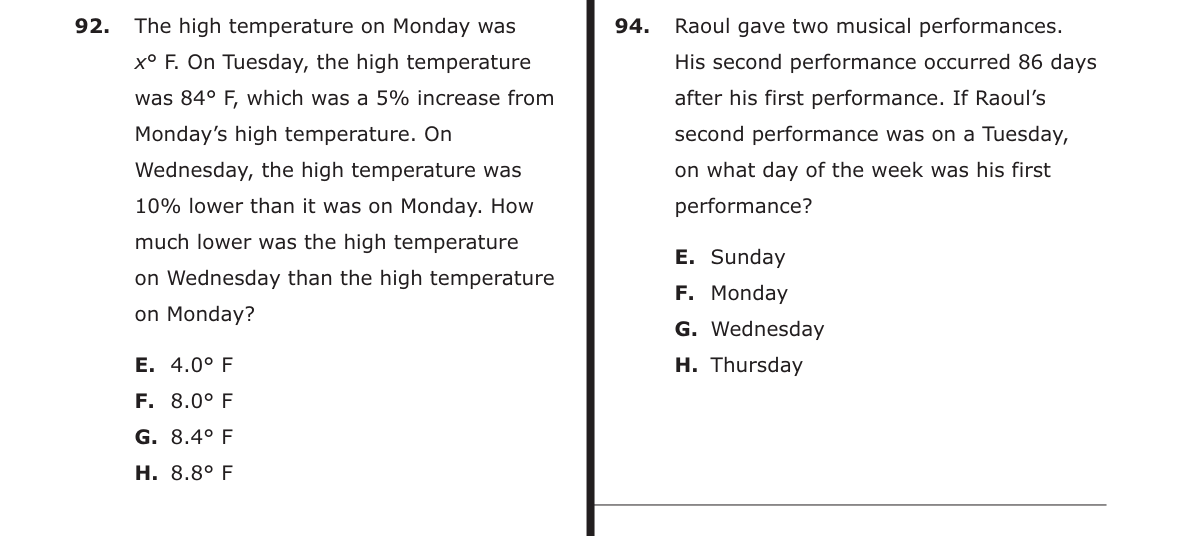 92. The high temperature on Monday was
x° F. On Tuesday, the high temperature
was 84° F, which was a 5% increase from
Monday’s high temperature. On
Wednesday, the high temperature was
10% lower than it was on Monday. How
much lower was the high temperature
on Wednesday than the high temperature
on Monday?
E. 4.0° F
F. 8.0° F
G. 8.4° F
H. 8.8° F
94. Raoul gave two musical performances.
His second performance occurred 86 days
after his first performance. If Raoul’s
second performance was on a Tuesday,
on what day of the week was his first
performance?
E. Sunday
F. Monday
G. Wednesday
H. Thursday